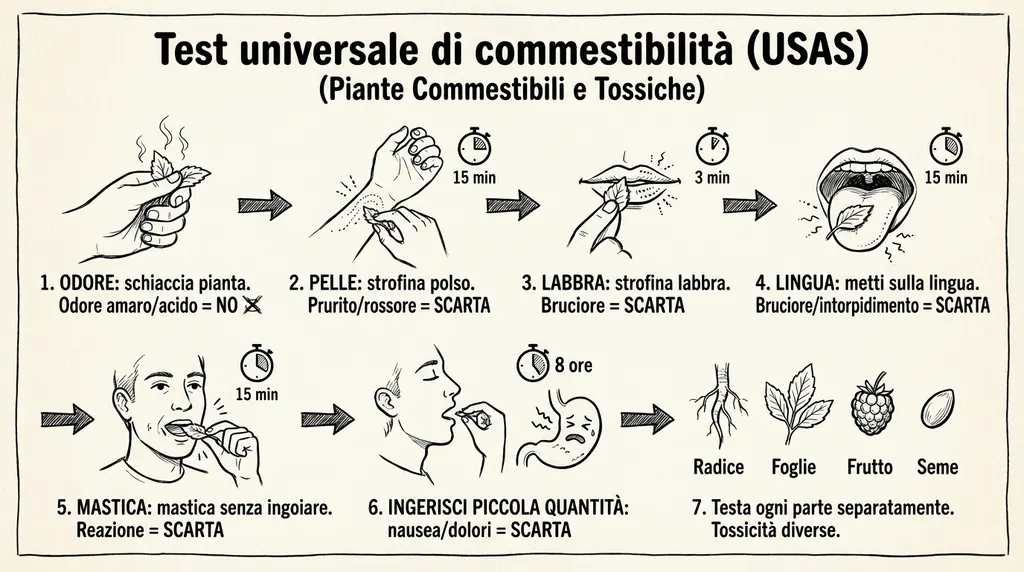 Test universale di commestibilità (USAS)
(Piante Commestibili e Tossiche)
15 min
3 min
15 min
1. ODORE: schiaccia pianta.
Odore amaro/acido = NO
2. PELLE: strofina polso.
Prurito/rossore = SCARTA
3. LABBRA: strofina labbra.
Bruciore = SCARTA
4. LINGUA: metti sulla lingua.
Bruciore/intorpidimento = SCARTA
15 min
8 ore
Radice
Foglie
Frutto
Seme
5. MASTICA: mastica senza ingoiare.
Reazione = SCARTA
6. INGERISCI PICCOLA QUANTITÀ:
nausea/dolori = SCARTA
7. Testa ogni parte separatamente.
Tossicità diverse.